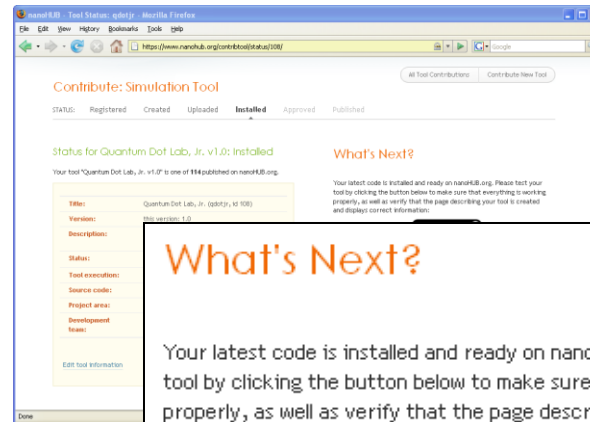 nanoHUB - Tool Status: qdotjr - Mozilla Firefox
File Edit View History Bookmarks Tools Help
https://www.nanohub.org/contribtool/status/108/
Google
All Tool Contributions Contribute New Tool
Contribute: Simulation Tool
STATUS: Registered Created Uploaded Installed Approved Published
Status for Quantum Dot Lab, Jr. v1.0: Installed
Your tool "Quantum Dot Lab, Jr. v1.0" is one of 114 published on nanoHUB.org.
Title: Quantum Dot Lab, Jr. (qdotjr, id 108)
Version: this version: 1.0
Description:
Status:
Tool execution:
Source code:
Project area:
Development
team:
Edit tool information
Done
What's Next?
Your latest code is installed and ready on nanoHUB.org. Please test your
tool by clicking the button below to make sure that everything is working
properly, as well as verify that the page describing your tool is created
and displays correct information:
What's Next?
Your latest code is installed and ready on nano
tool by clicking the button below to make sure
properly, as well as verify that the page descr